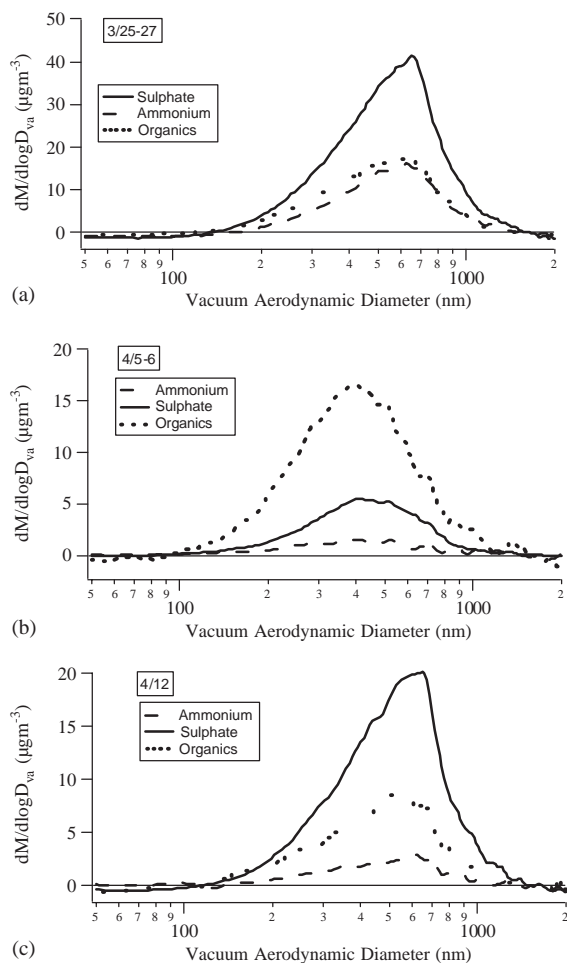 50
3/25-27
40
Sulphate
Ammonium
Organics
30
20
10
0
dM/dlogDva (µgm-3)
5 6 7 8 9 100 2 3 4 5 6 7 8 9 1000 2
(a) Vacuum Aerodynamic Diameter (nm)
20
4/5-6
Ammonium
Sulphate
Organics
15
10
5
0
dM/dlogDva (µgm-3)
5 6 7 8 9 100 2 3 4 5 6 7 8 9 1000 2
(b) Vacuum Aerodynamic Diameter (nm)
20
4/12
Ammonium
Sulphate
Organics
15
10
5
0
dM/dlogDva (µgm-3)
5 6 7 8 9 100 2 3 4 5 6 7 8 9 1000 2
(c) Vacuum Aerodynamic Diameter (nm)